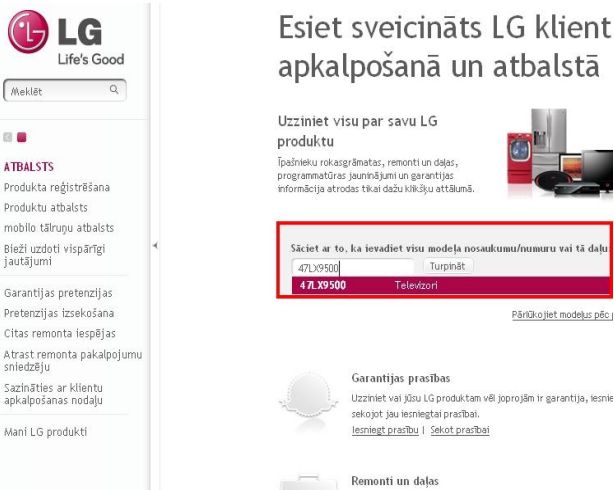 LG
Life's Good
Meklēt
ATBALSTS
Produkta reģistrēšana
Produktu atbalsts
mobilo tālruņu atbalsts
Bieži uzdoti vispārīgi
jautājumi
Garantijas pretenzijas
Pretenzijas izsekošana
Citas remonta iespējas
Atrast remonta pakalpojumu
sniedzēju
Sazināties ar klientu
apkalpošanas nodaļu
Mani LG produkti
Esiet sveicināts LG klient
apkalpošanā un atbalstā
Uzziniet visu par savu LG
produktu
Īpašnieku rokasgrāmatas, remonti un daļas,
programmatūras jauninājumi un garantijas
informācija atrodas tikai dažu klikšķu attālumā.
Sāciet ar to, ka ievadiet visu modeļa nosaukumu/numuru vai tā daļu:
47LX9500 Turpināt
47LX9500 Televizori
Pārlūkojiet modeļus pēc
Garantijas prasības
Uzziniet vai jūsu LG produktam vēl joprojām ir garantija, iesnie
sekojot jau iesniegtai prasībai.
Iesniegt prasību | Sekot prasībai
Remonti un daļas